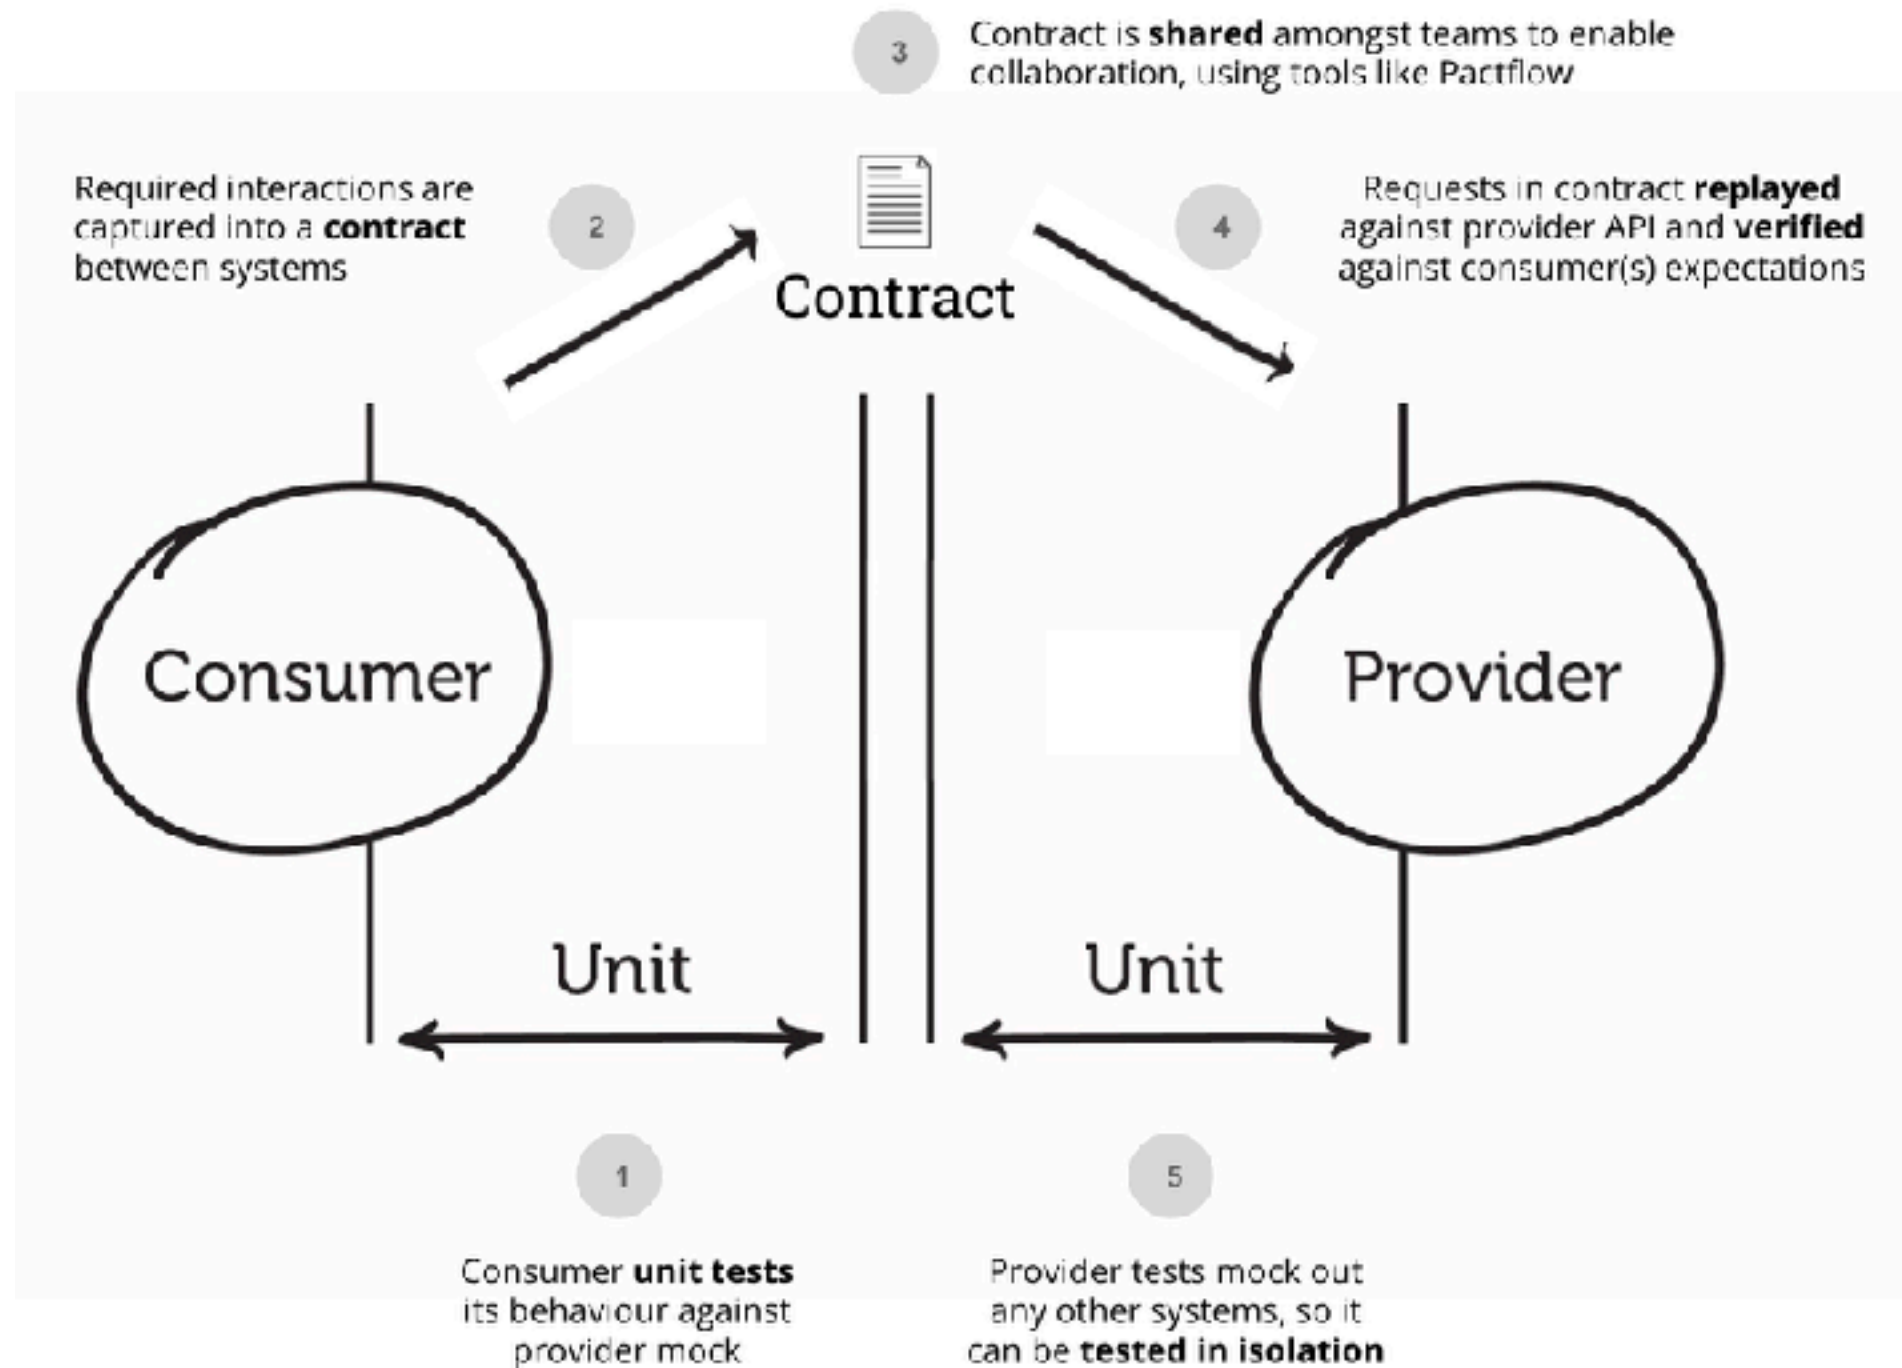 3
Contract is shared amongst teams to enable
collaboration, using tools like Pactflow
Required interactions are
captured into a contract
between systems
2
Contract
4
Requests in contract replayed
against provider API and verified
against consumer(s) expectations
Consumer
Provider
Unit
Unit
1
Consumer unit tests
its behaviour against
provider mock
5
Provider tests mock out
any other systems, so it
can be tested in isolation